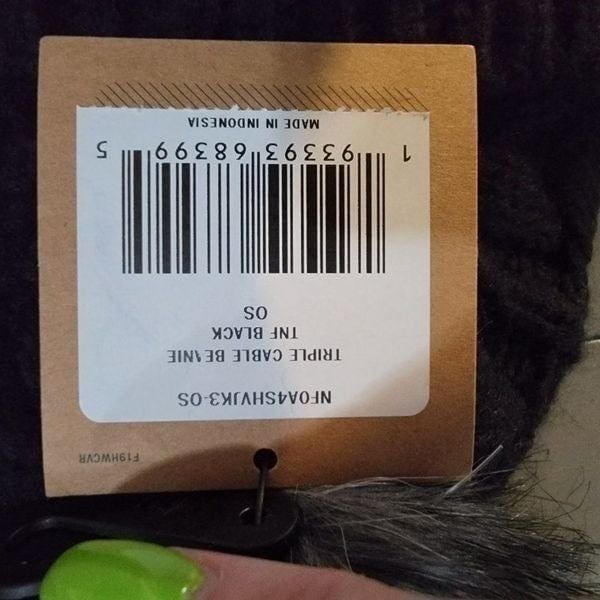 F19HWCVR
NF0A4SHVJK3-OS
TRIPLE CABLE BEANIE
TNF BLACK
OS
1 93393 68399 5
MADE IN INDONESIA